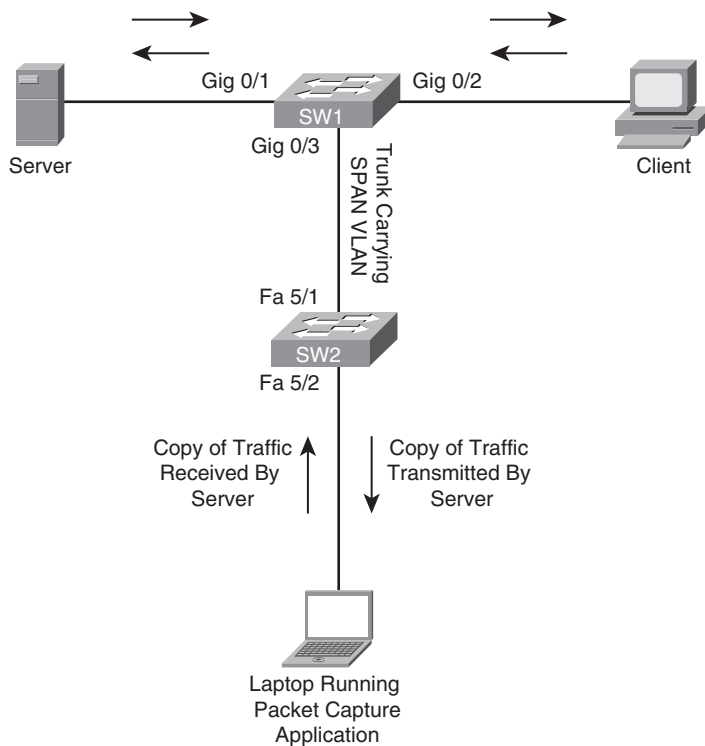 Gig 0/1
Gig 0/2
SW1
Server
Gig 0/3
Client
Trunk Carrying
SPAN VLAN
Fa 5/1
SW2
Fa 5/2
Copy of Traffic
Received By
Server
Copy of Traffic
Transmitted By
Server
Laptop Running
Packet Capture
Application